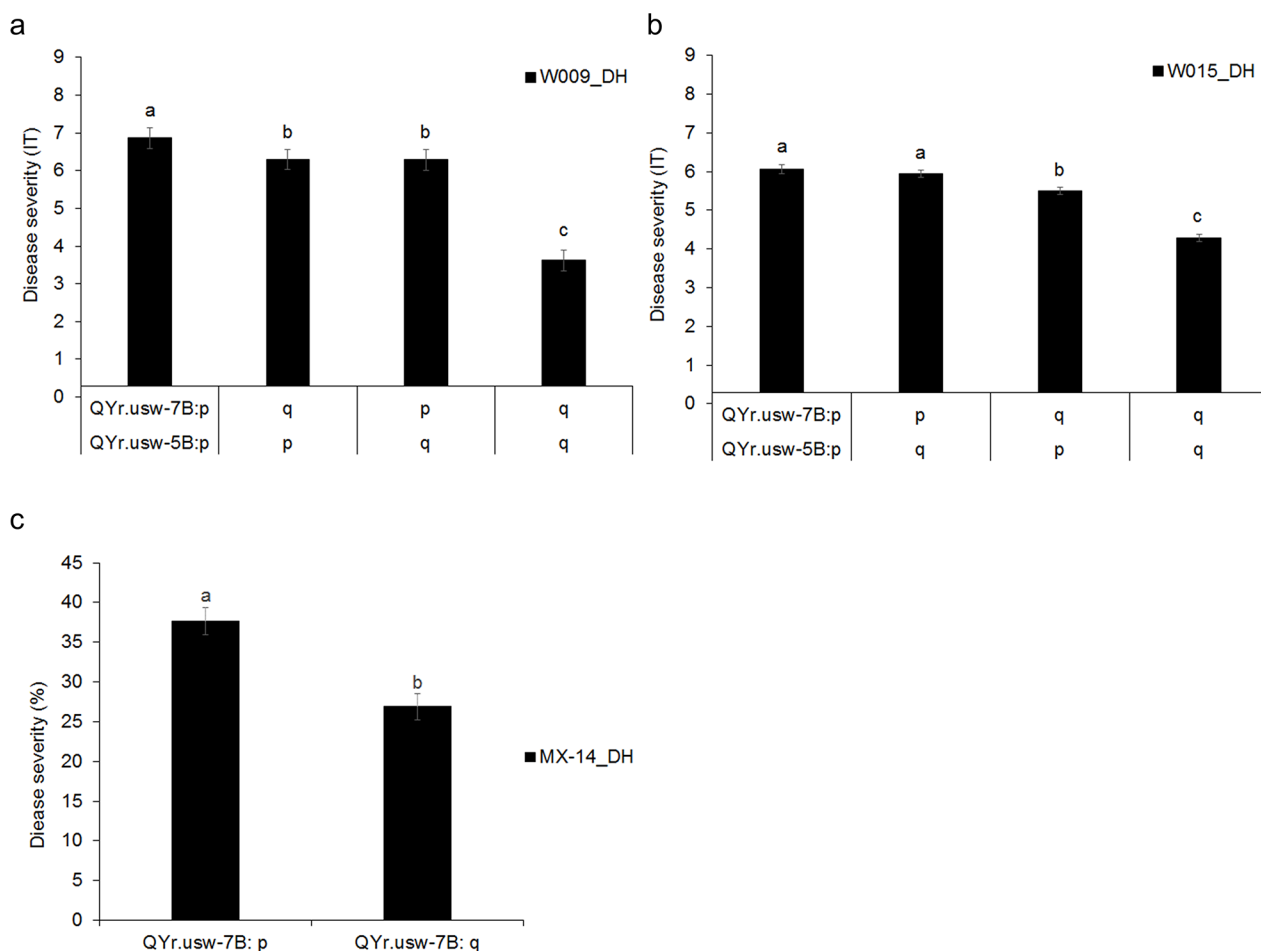 a
Disease severity (IT)
9
8
7
6
5
4
3
2
1
0
a
b
b
c
W009_DH
QYr.usw-7B:p q p q
QYr.usw-5B:p p q q
b
Disease severity (IT)
9
8
7
6
5
4
3
2
1
0
a
a
b
c
W015_DH
QYr.usw-7B:p p q q
QYr.usw-5B:p q p q
c
Diease severity (%)
45
40
35
30
25
20
15
10
5
0
a
b
MX-14_DH
QYr.usw-7B: p QYr.usw-7B: q